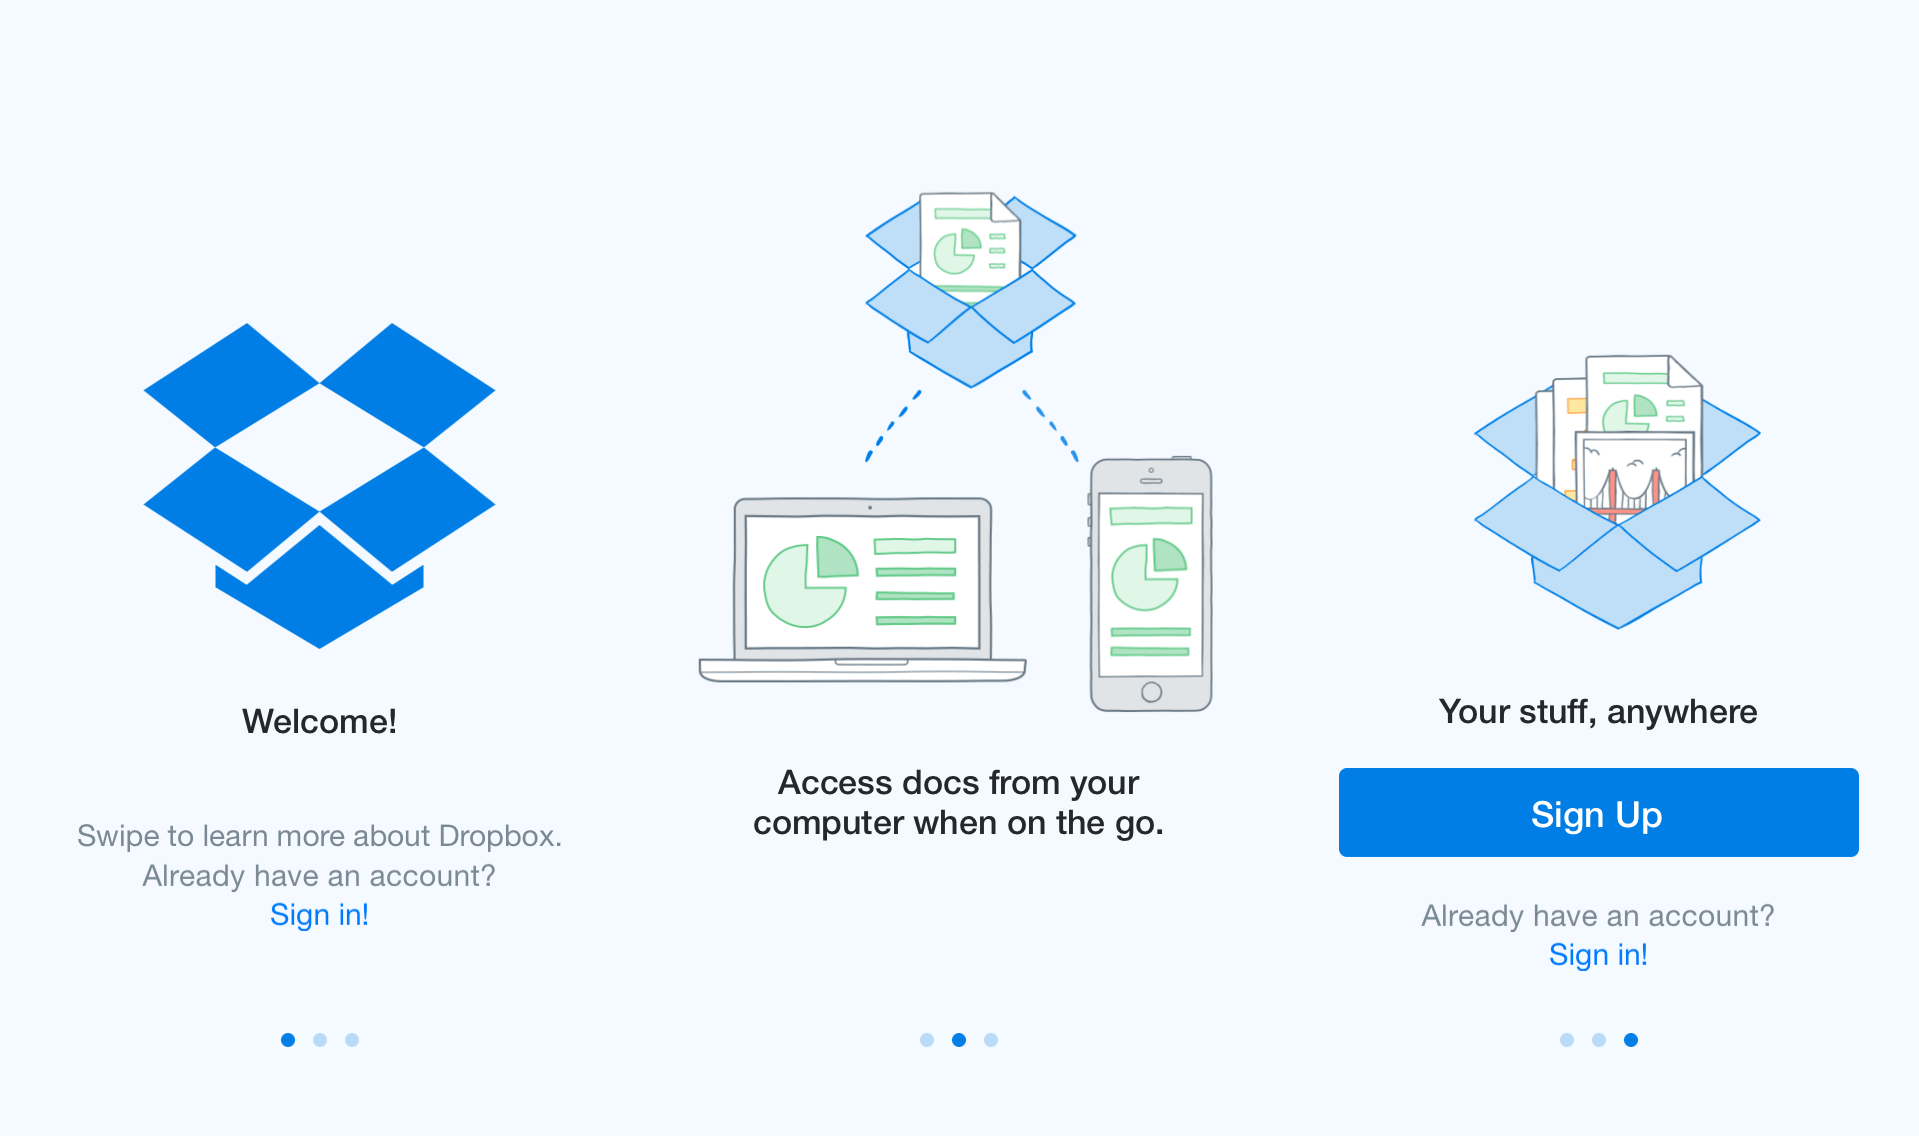 Welcome!
Swipe to learn more about Dropbox.
Already have an account?
Sign in!
Access docs from your
computer when on the go.
Your stuff, anywhere
Sign Up
Already have an account?
Sign in!